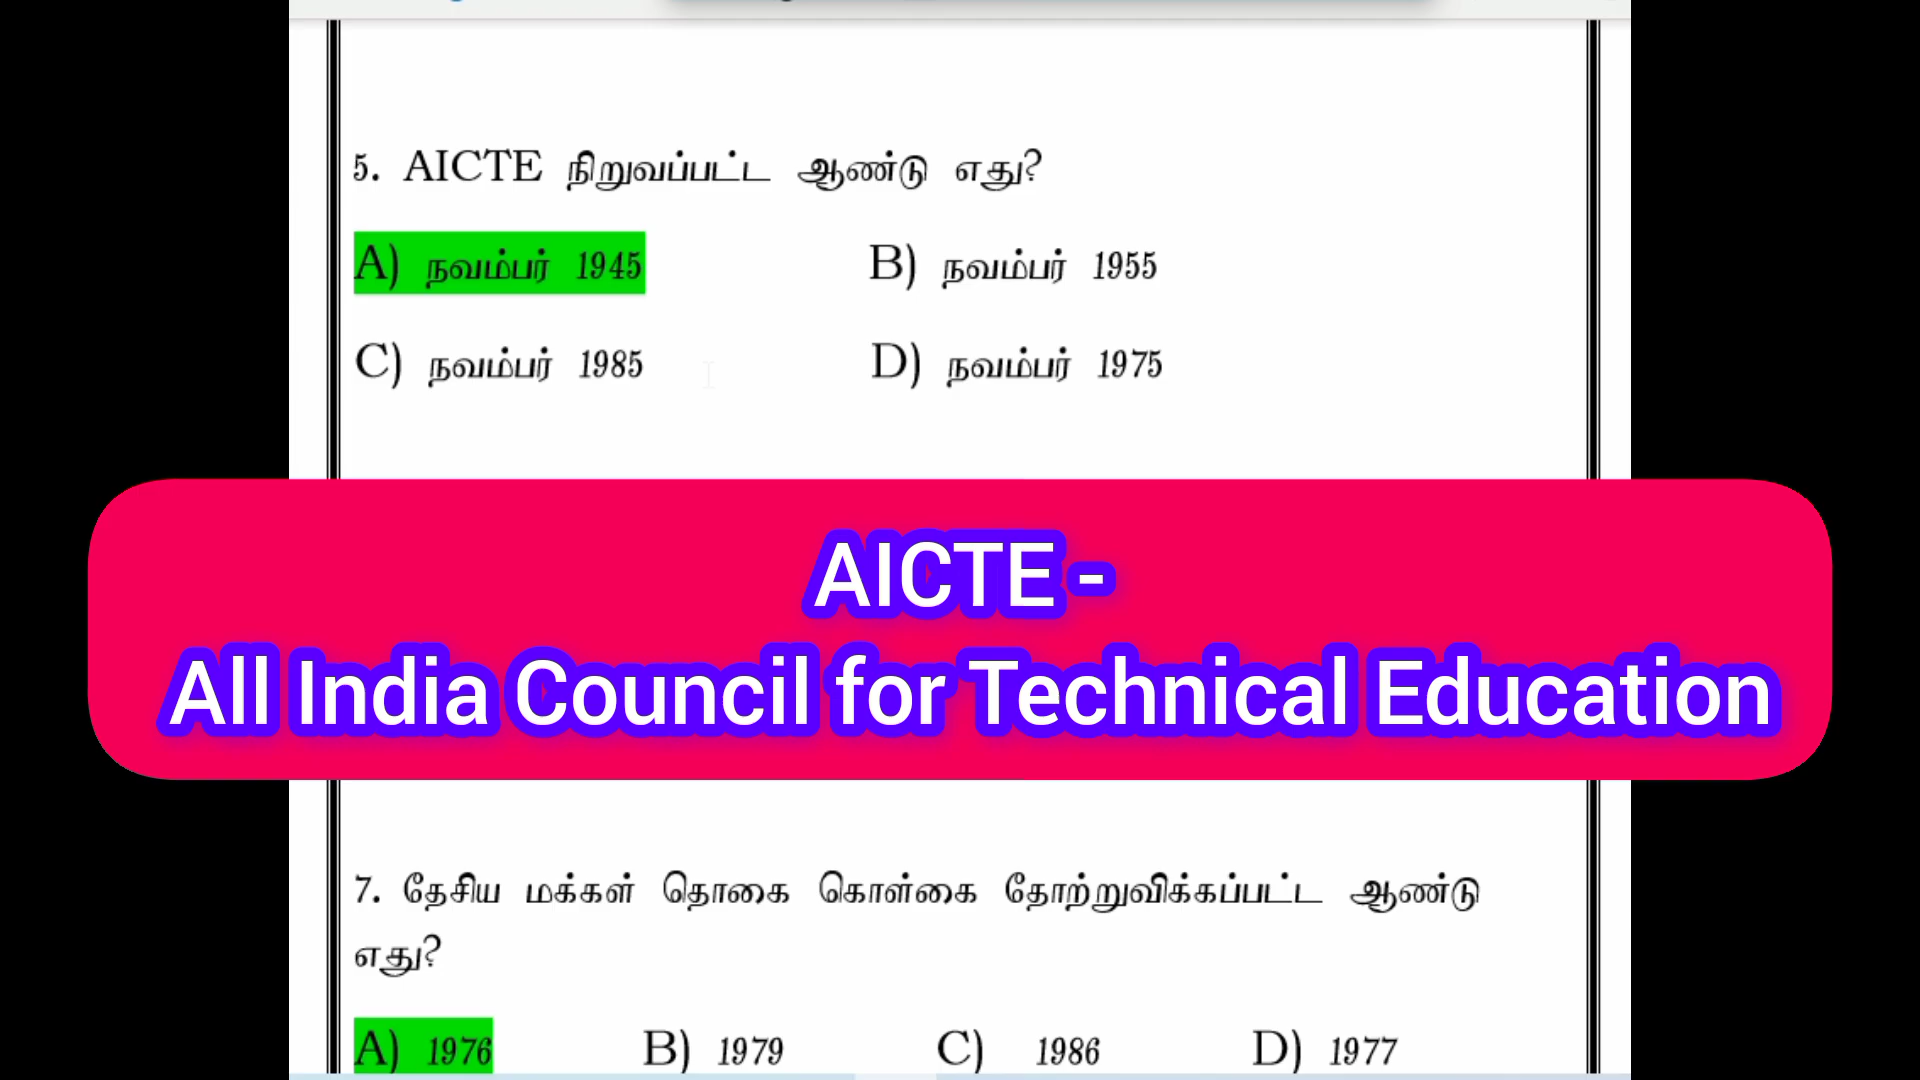 5. AICTE நிறுவப்பட்ட ஆண்டு எது?
A) நவம்பர் 1945 B) நவம்பர் 1955
C) நவம்பர் 1985 D) நவம்பர் 1975
AICTE -
All India Council for Technical Education
7. தேசிய மக்கள் தொகை கொள்கை தோற்றுவிக்கப்பட்ட ஆண்டு
எது?
A) 1976 B) 1979 C) 1986 D) 1977